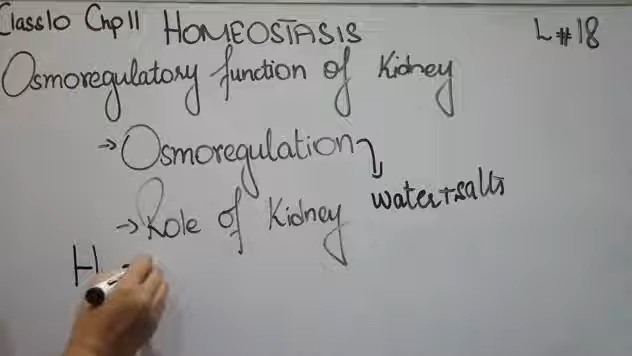 Class10 Chp11 HOMEOSTASIS L#18
Osmoregulatory function of Kidney
→ Osmoregulation
water+salts
→ Role of Kidney
H